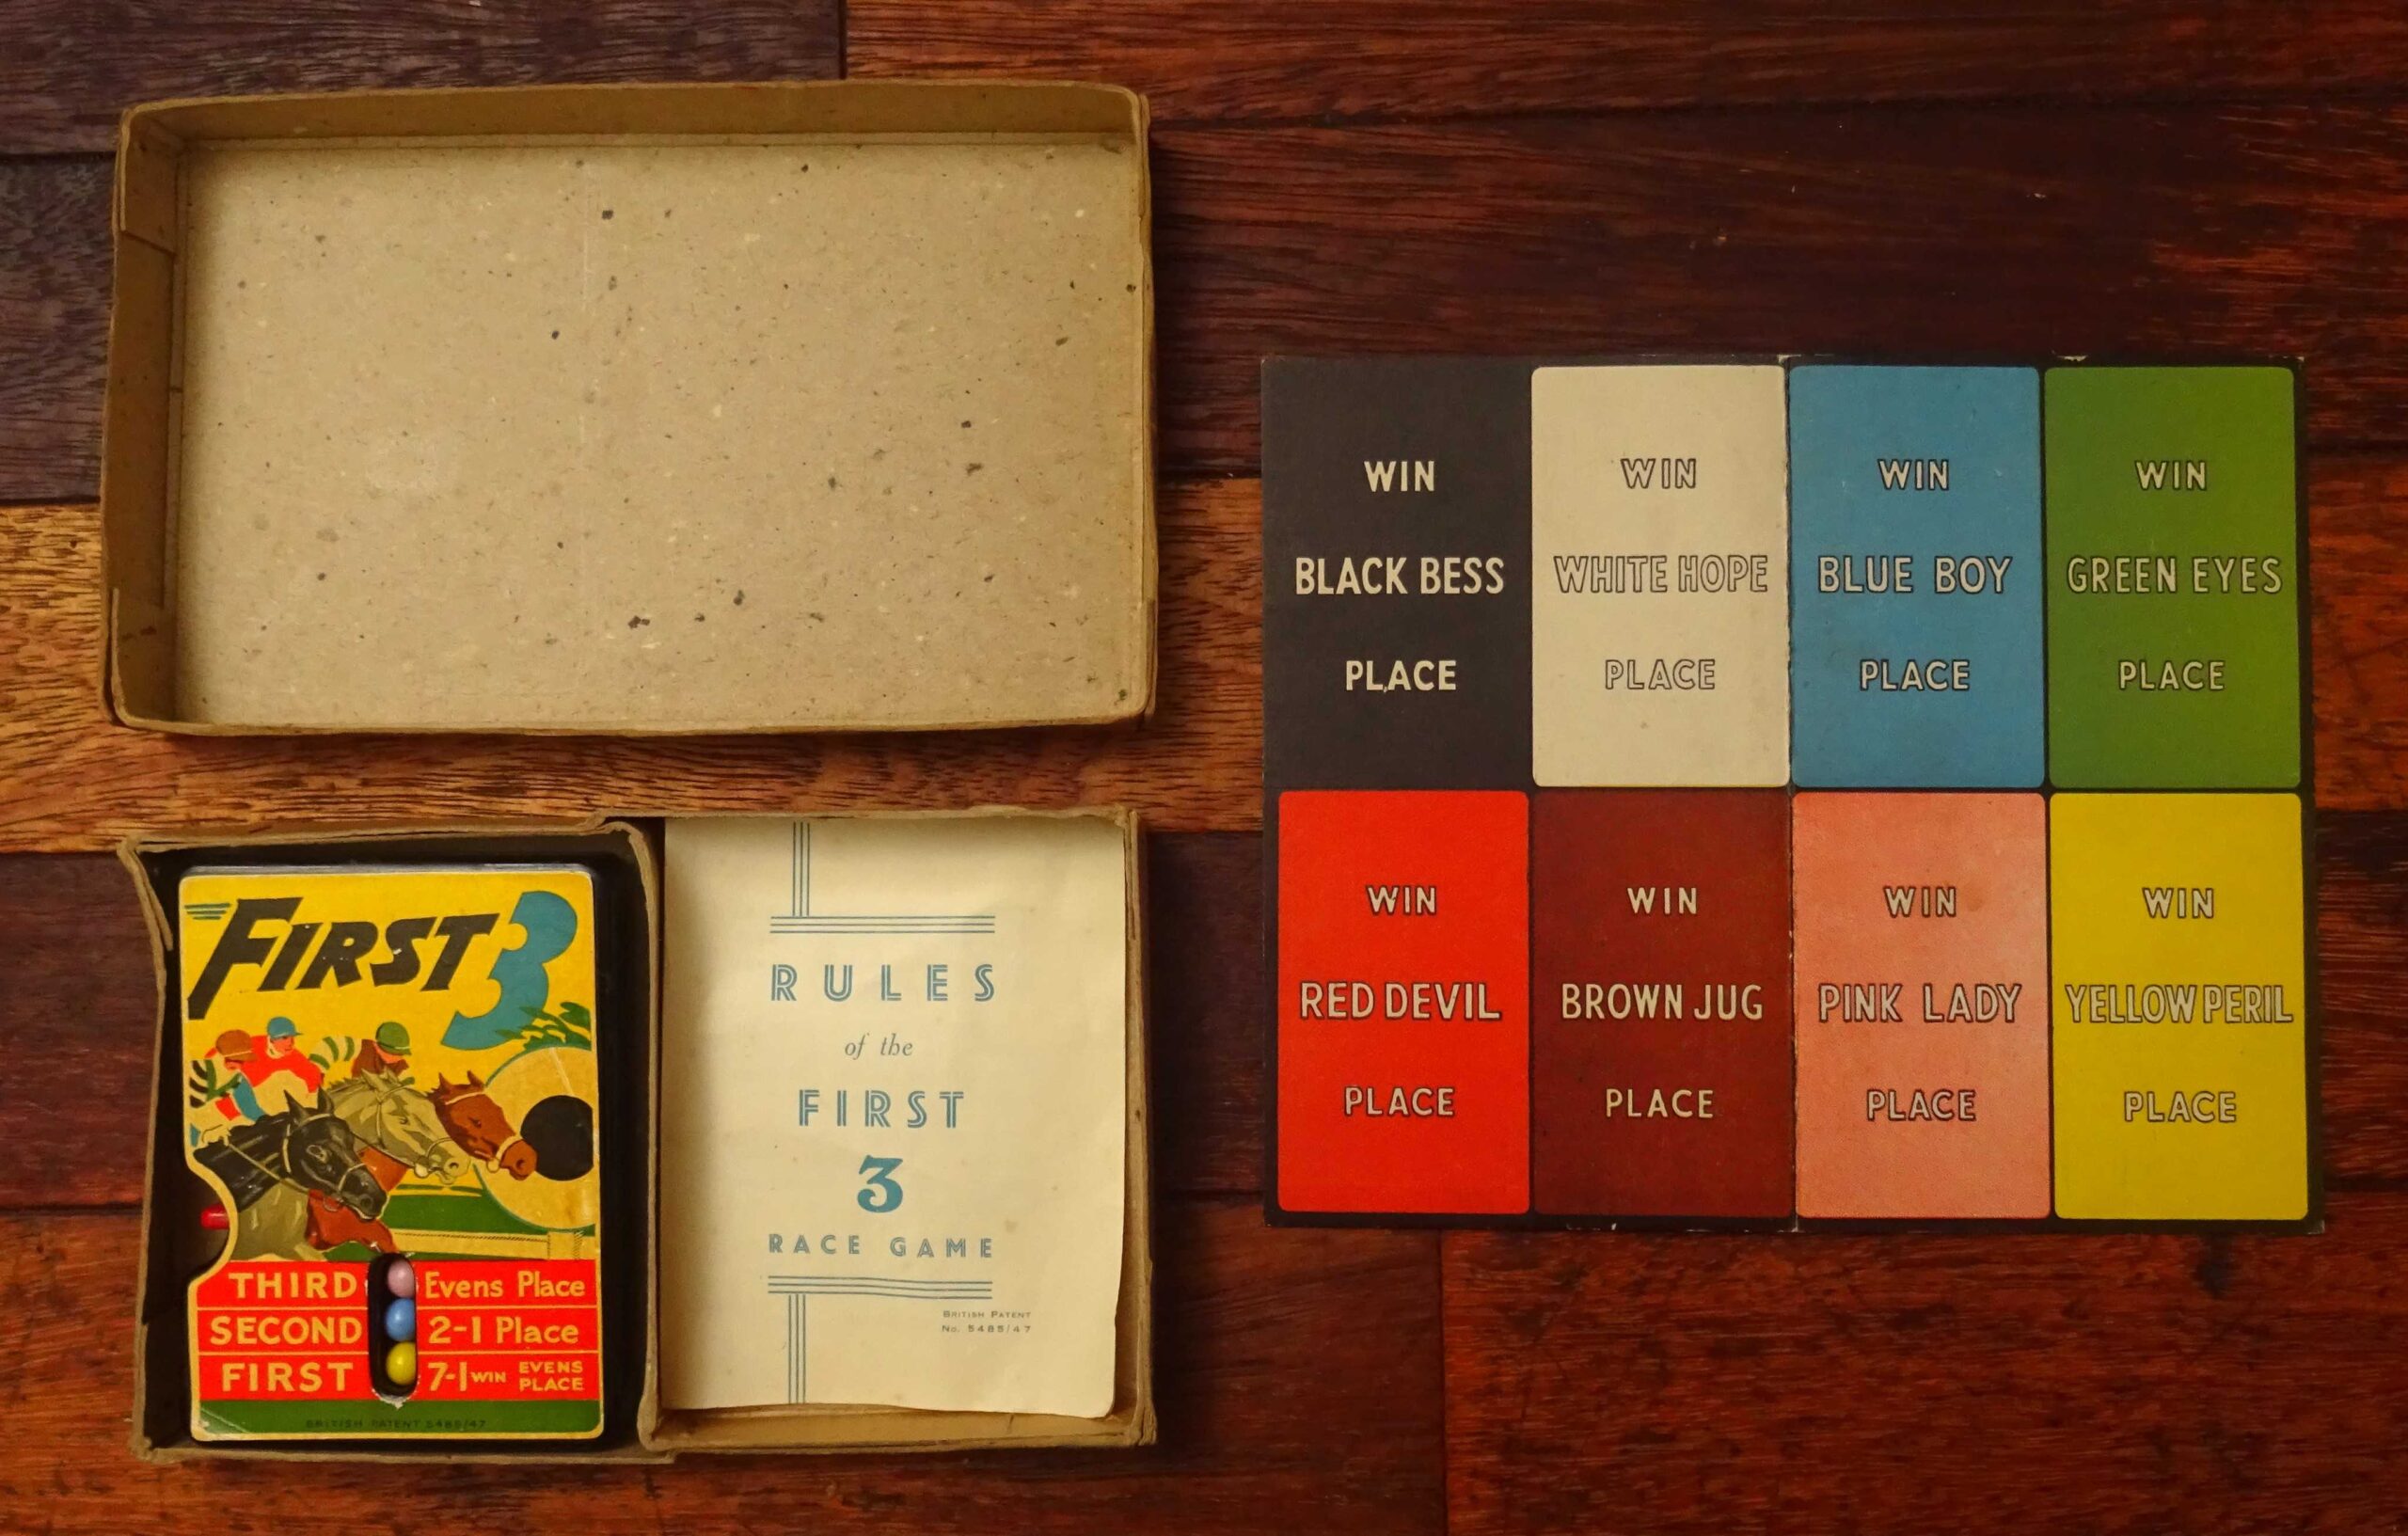 FIRST 3
THIRD Evens Place
SECOND 2-1 Place
FIRST 7-1 WIN EVENS PLACE
BRITISH PATENT 5485/47
RULES
of the
FIRST
3
RACE GAME
BRITISH PATENT
No. 5485/47
WIN
BLACK BESS
PLACE
WIN
WHITE HOPE
PLACE
WIN
BLUE BOY
PLACE
WIN
GREEN EYES
PLACE
WIN
RED DEVIL
PLACE
WIN
BROWN JUG
PLACE
WIN
PINK LADY
PLACE
WIN
YELLOW PERIL
PLACE